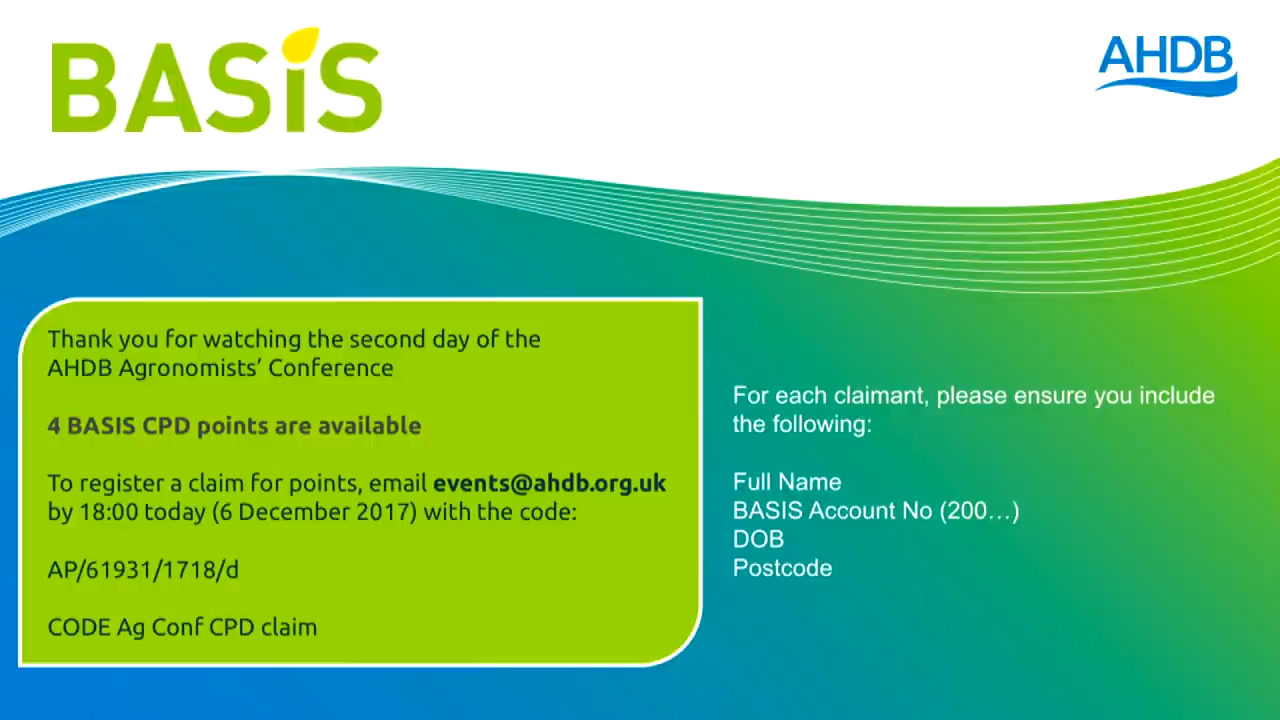 BASiS
AHDB
Thank you for watching the second day of the
AHDB Agronomists’ Conference
4 BASIS CPD points are available
To register a claim for points, email events@ahdb.org.uk
by 18:00 today (6 December 2017) with the code:
AP/61931/1718/d
CODE Ag Conf CPD claim
For each claimant, please ensure you include
the following:
Full Name
BASIS Account No (200…)
DOB
Postcode